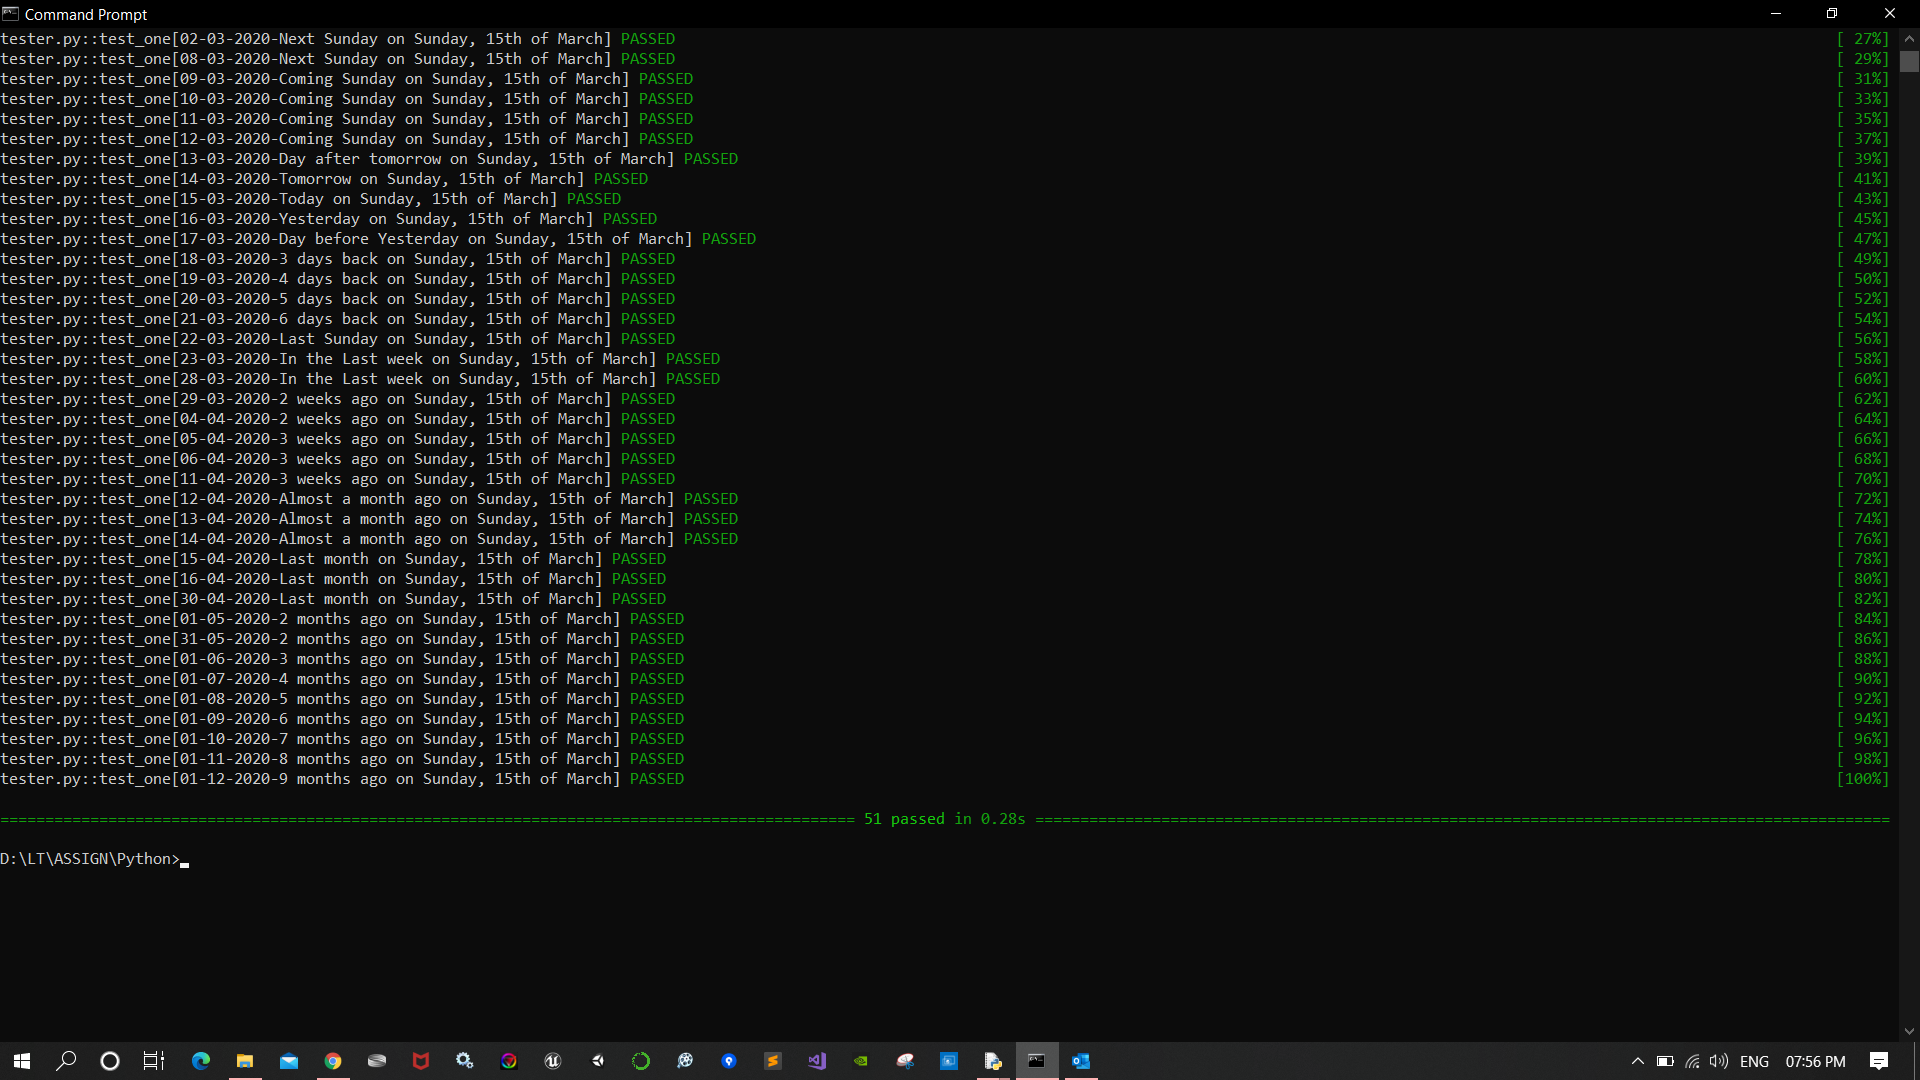 Command Prompt
tester.py::test_one[02-03-2020-Next Sunday on Sunday, 15th of March] PASSED [ 27%]
tester.py::test_one[08-03-2020-Next Sunday on Sunday, 15th of March] PASSED [ 29%]
tester.py::test_one[09-03-2020-Coming Sunday on Sunday, 15th of March] PASSED [ 31%]
tester.py::test_one[10-03-2020-Coming Sunday on Sunday, 15th of March] PASSED [ 33%]
tester.py::test_one[11-03-2020-Coming Sunday on Sunday, 15th of March] PASSED [ 35%]
tester.py::test_one[12-03-2020-Coming Sunday on Sunday, 15th of March] PASSED [ 37%]
tester.py::test_one[13-03-2020-Day after tomorrow on Sunday, 15th of March] PASSED [ 39%]
tester.py::test_one[14-03-2020-Tomorrow on Sunday, 15th of March] PASSED [ 41%]
tester.py::test_one[15-03-2020-Today on Sunday, 15th of March] PASSED [ 43%]
tester.py::test_one[16-03-2020-Yesterday on Sunday, 15th of March] PASSED [ 45%]
tester.py::test_one[17-03-2020-Day before Yesterday on Sunday, 15th of March] PASSED [ 47%]
tester.py::test_one[18-03-2020-3 days back on Sunday, 15th of March] PASSED [ 49%]
tester.py::test_one[19-03-2020-4 days back on Sunday, 15th of March] PASSED [ 50%]
tester.py::test_one[20-03-2020-5 days back on Sunday, 15th of March] PASSED [ 52%]
tester.py::test_one[21-03-2020-6 days back on Sunday, 15th of March] PASSED [ 54%]
tester.py::test_one[22-03-2020-Last Sunday on Sunday, 15th of March] PASSED [ 56%]
tester.py::test_one[23-03-2020-In the Last week on Sunday, 15th of March] PASSED [ 58%]
tester.py::test_one[28-03-2020-In the Last week on Sunday, 15th of March] PASSED [ 60%]
tester.py::test_one[29-03-2020-2 weeks ago on Sunday, 15th of March] PASSED [ 62%]
tester.py::test_one[04-04-2020-2 weeks ago on Sunday, 15th of March] PASSED [ 64%]
tester.py::test_one[05-04-2020-3 weeks ago on Sunday, 15th of March] PASSED [ 66%]
tester.py::test_one[06-04-2020-3 weeks ago on Sunday, 15th of March] PASSED [ 68%]
tester.py::test_one[11-04-2020-3 weeks ago on Sunday, 15th of March] PASSED [ 70%]
tester.py::test_one[12-04-2020-Almost a month ago on Sunday, 15th of March] PASSED [ 72%]
tester.py::test_one[13-04-2020-Almost a month ago on Sunday, 15th of March] PASSED [ 74%]
tester.py::test_one[14-04-2020-Almost a month ago on Sunday, 15th of March] PASSED [ 76%]
tester.py::test_one[15-04-2020-Last month on Sunday, 15th of March] PASSED [ 78%]
tester.py::test_one[16-04-2020-Last month on Sunday, 15th of March] PASSED [ 80%]
tester.py::test_one[30-04-2020-Last month on Sunday, 15th of March] PASSED [ 82%]
tester.py::test_one[01-05-2020-2 months ago on Sunday, 15th of March] PASSED [ 84%]
tester.py::test_one[31-05-2020-2 months ago on Sunday, 15th of March] PASSED [ 86%]
tester.py::test_one[01-06-2020-3 months ago on Sunday, 15th of March] PASSED [ 88%]
tester.py::test_one[01-07-2020-4 months ago on Sunday, 15th of March] PASSED [ 90%]
tester.py::test_one[01-08-2020-5 months ago on Sunday, 15th of March] PASSED [ 92%]
tester.py::test_one[01-09-2020-6 months ago on Sunday, 15th of March] PASSED [ 94%]
tester.py::test_one[01-10-2020-7 months ago on Sunday, 15th of March] PASSED [ 96%]
tester.py::test_one[01-11-2020-8 months ago on Sunday, 15th of March] PASSED [ 98%]
tester.py::test_one[01-12-2020-9 months ago on Sunday, 15th of March] PASSED [100%]
=============================================================================================== 51 passed in 0.28s ===============================================================================================
D:\LT\ASSIGN\Python>
ENG 07:56 PM